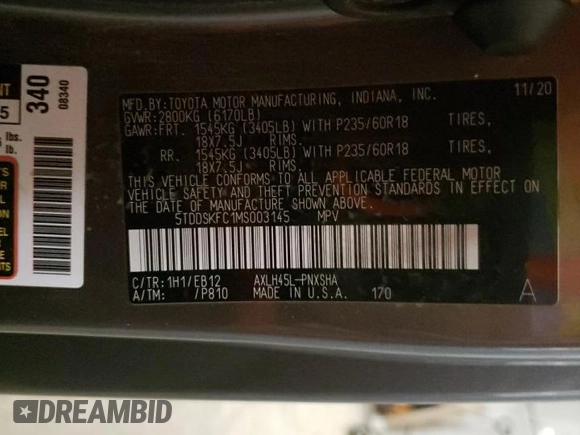 NT
5
340
08340
lbs.
MFD.BY:TOYOTA MOTOR MANUFACTURING, INDIANA, INC. 11/20
GVWR:2800KG (6170LB)
GAWR:FRT. 1545KG (3405LB) WITH P235/60R18 TIRES,
18X7.5J RIMS.
RR. 1545KG (3405LB) WITH P235/60R18 TIRES,
18X7.5J RIMS.
THIS VEHICLE CONFORMS TO ALL APPLICABLE FEDERAL MOTOR
VEHICLE SAFETY AND THEFT PREVENTION STANDARDS IN EFFECT ON
THE DATE OF MANUFACTURE SHOWN ABOVE.
5TDDSKFC1MS003145 MPV
C/TR:1H1/EB12 AXLH45L-PNXSHA
A/TM: /P810 MADE IN U.S.A. 170 A
DREAMBID